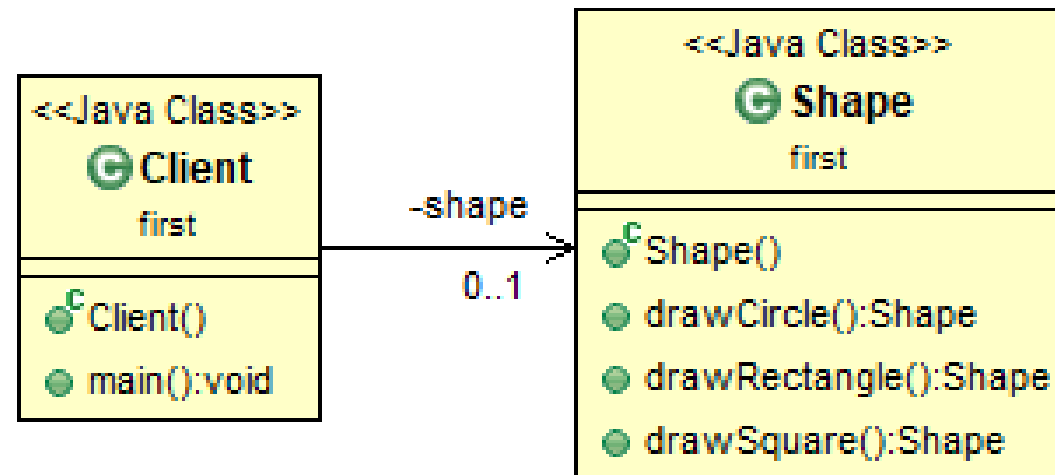 <<Java Class>>
C Client
first
C Client()
main():void
-shape
0..1
<<Java Class>>
C Shape
first
C Shape()
drawCircle():Shape
drawRectangle():Shape
drawSquare():Shape